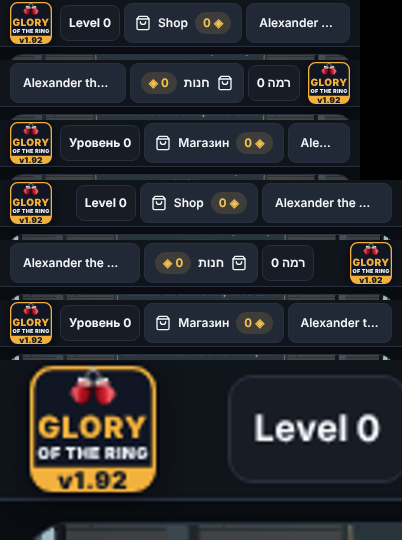 GLORY
OF THE RING
v1.92
Level 0
Shop
0 ◈
Alexander ...
Alexander th...
◈ 0
חנות
רמה 0
GLORY
OF THE RING
v1.92
GLORY
OF THE RING
v1.92
Уровень 0
Магазин
0 ◈
Ale...
GLORY
OF THE RING
v1.92
Level 0
Shop
0 ◈
Alexander the ...
Alexander the ...
◈ 0
חנות
רמה 0
GLORY
OF THE RING
v1.92
GLORY
OF THE RING
v1.92
Уровень 0
Магазин
0 ◈
Alexander t...
GLORY
OF THE RING
v1.92
Level 0